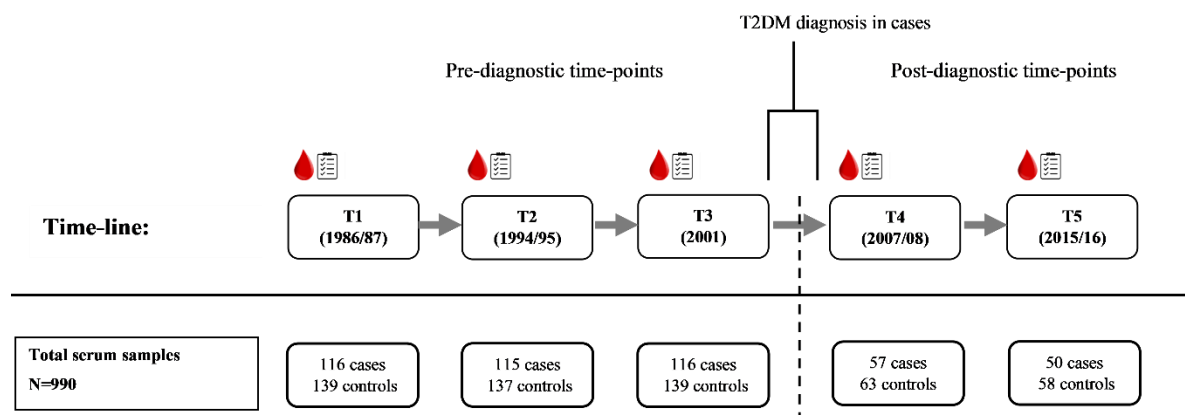 T2DM diagnosis in cases
Pre-diagnostic time-points
Post-diagnostic time-points
Time-line:
T1
(1986/87)
T2
(1994/95)
T3
(2001)
T4
(2007/08)
T5
(2015/16)
Total serum samples
N=990
116 cases
139 controls
115 cases
137 controls
116 cases
139 controls
57 cases
63 controls
50 cases
58 controls